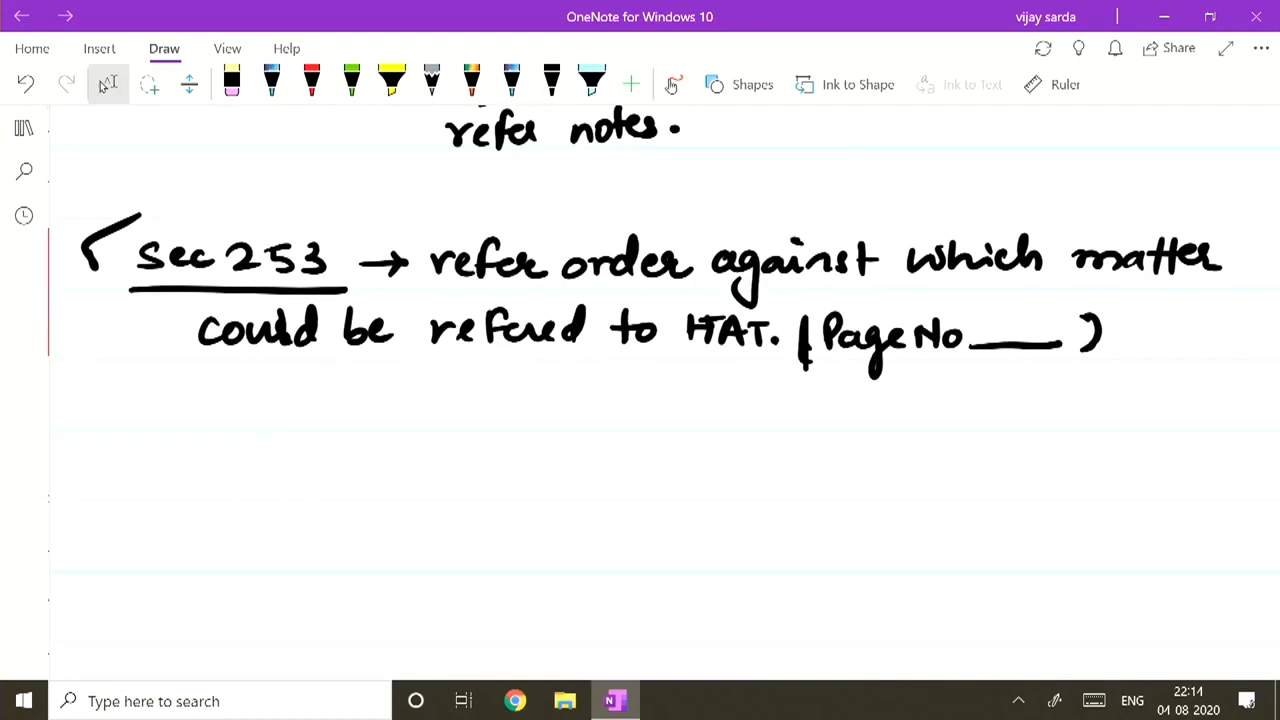 OneNote for Windows 10
vijay sarda
Home Insert Draw View Help
Share
Shapes Ink to Shape Ink to Text Ruler
refer notes.
sec 253 → refer order against which matter
could be refered to ITAT. (Page No ____ )
Type here to search
ENG
22:14
04-08-2020